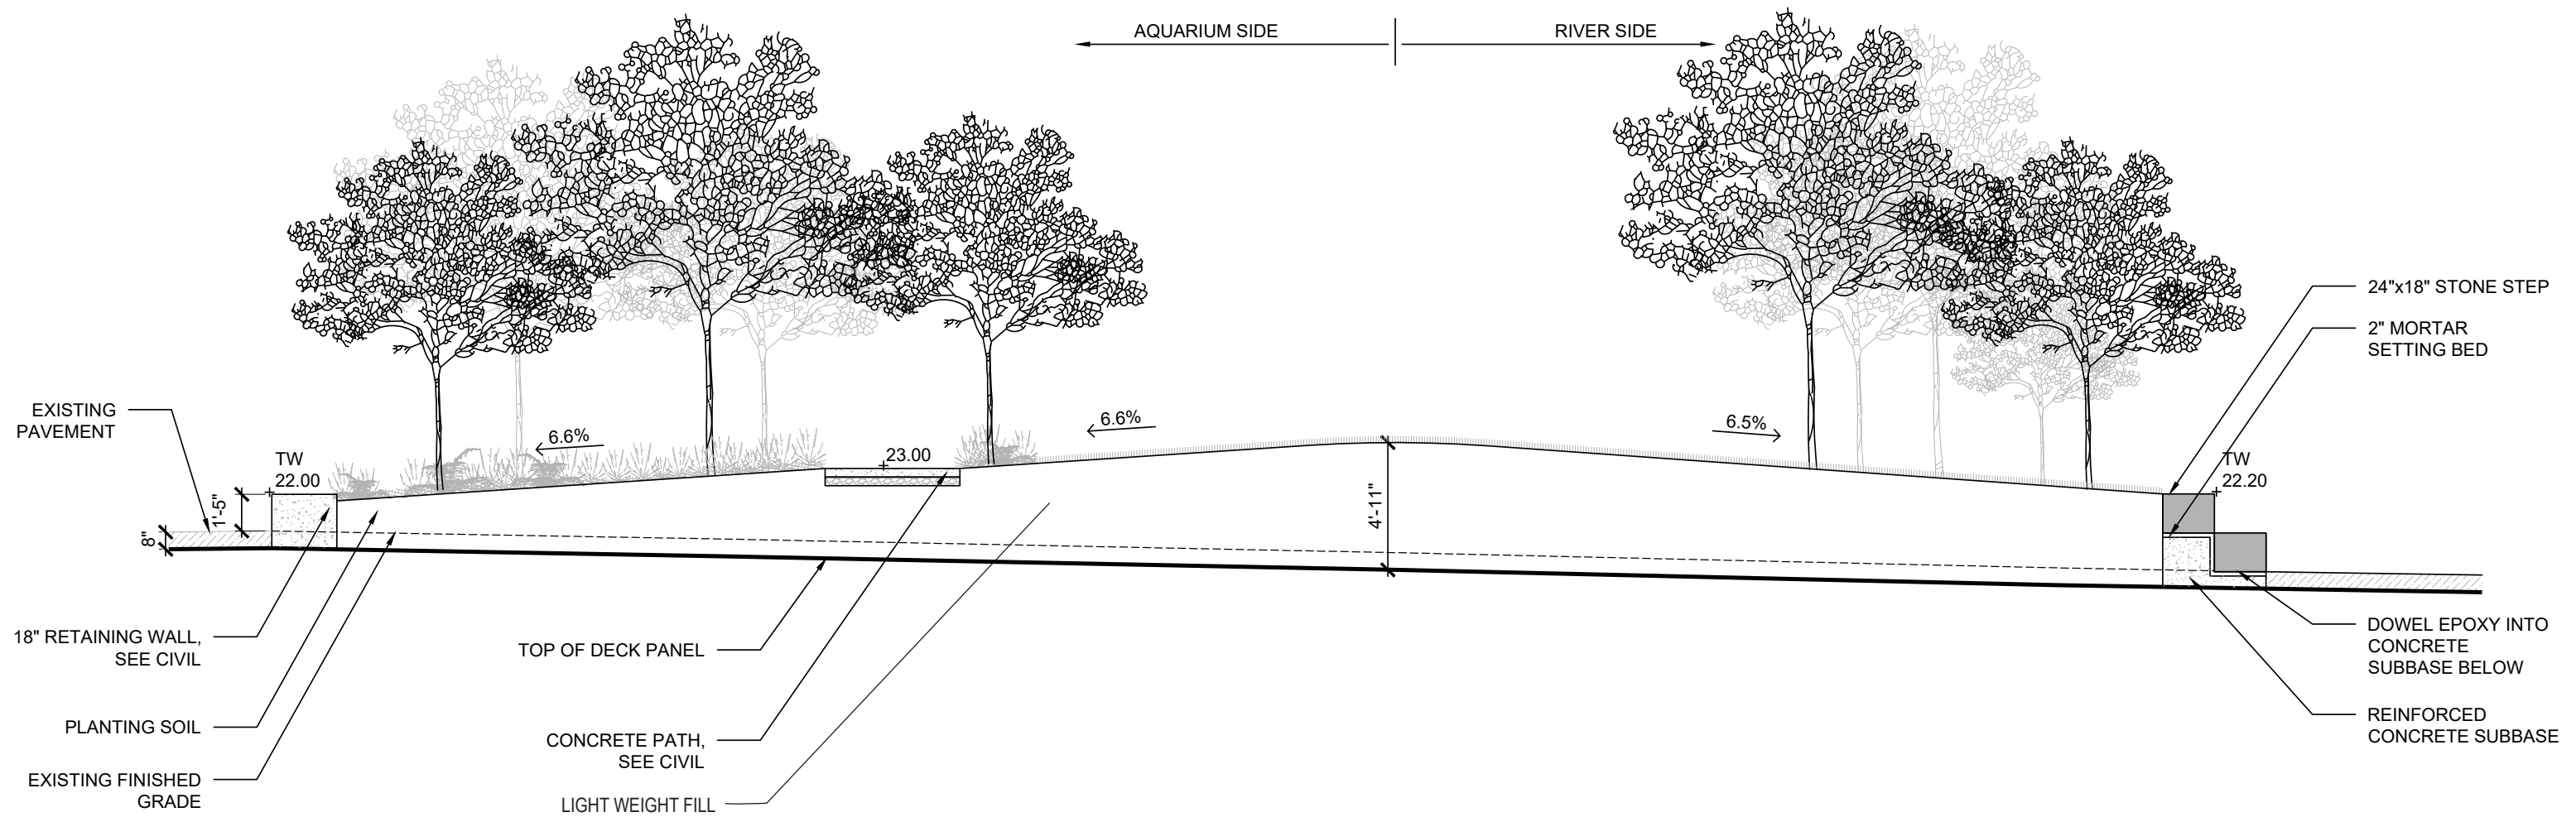 AQUARIUM SIDE
RIVER SIDE
24"x18" STONE STEP
2" MORTAR
SETTING BED
EXISTING
PAVEMENT
6.6%
6.6%
6.5%
TW
22.00
23.00
TW
22.20
1'-5"
8"
4'-11"
18" RETAINING WALL,
SEE CIVIL
TOP OF DECK PANEL
DOWEL EPOXY INTO
CONCRETE
SUBBASE BELOW
PLANTING SOIL
CONCRETE PATH,
SEE CIVIL
REINFORCED
CONCRETE SUBBASE
EXISTING FINISHED
GRADE
LIGHT WEIGHT FILL